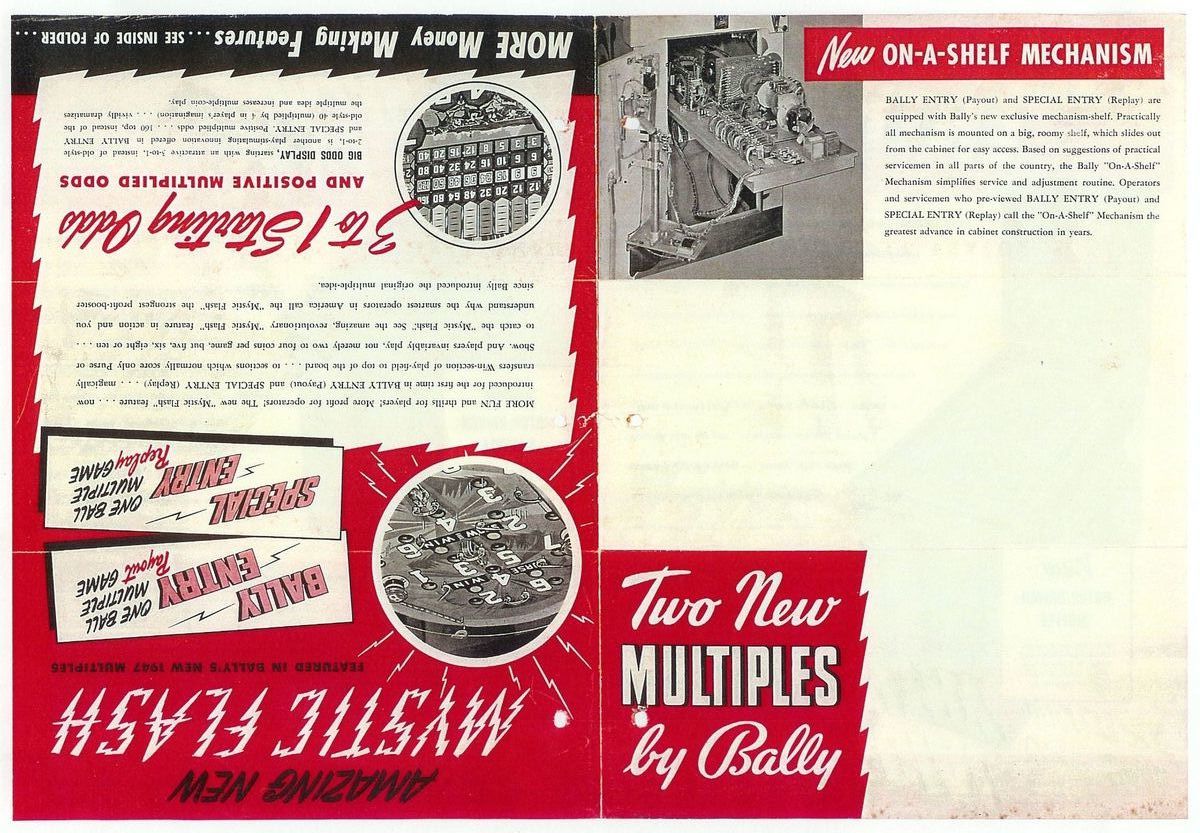 New ON-A-SHELF MECHANISM
BALLY ENTRY (Payout) and SPECIAL ENTRY (Replay) are
equipped with Bally's new exclusive mechanism-shelf. Practically
all mechanism is mounted on a big, roomy shelf, which slides out
from the cabinet for easy access. Based on suggestions of practical
servicemen in all parts of the country, the Bally "On-A-Shelf"
Mechanism simplifies service and adjustment routine. Operators
and servicemen who pre-viewed BALLY ENTRY (Payout) and
SPECIAL ENTRY (Replay) call the "On-A-Shelf" Mechanism the
greatest advance in cabinet construction in years.
Two New
MULTIPLES
by Bally
AMAZING NEW
MYSTIC FLASH
FEATURED IN BALLY'S NEW 1947 MULTIPLES
BALLY
ENTRY
ONE BALL
MULTIPLE
Payout GAME
SPECIAL
ENTRY
ONE BALL
MULTIPLE
Replay GAME
MORE FUN and thrills for players! More profit for operators! The new "Mystic Flash" feature . . . now
introduced for the first time in BALLY ENTRY (Payout) and SPECIAL ENTRY (Replay) . . . magically
transfers Win-section of play-field to top of the board . . . to sections which normally score only Purse or
Show. And players invariably play, not merely two to four coins per game, but five, six, eight or ten . . .
to catch the "Mystic Flash." See the amazing, revolutionary "Mystic Flash" feature in action and you
understand why the smartest operators in America call the "Mystic Flash" the strongest profit-booster
since Bally introduced the original multiple-idea.
3 to 1 Starting Odds
AND POSITIVE MULTIPLIED ODDS
BIG ODDS DISPLAY, starting with an attractive 3-to-1, instead of old-style
2-to-1, is another play-stimulating innovation offered in BALLY ENTRY
and SPECIAL ENTRY. Positive multiplied odds . . . 160 top, instead of the
old-style 40 (multiplied by 4 in player's imagination) . . . vividly dramatizes
the multiple idea and increases multiple-coin play.
MORE Money Making Features ... SEE INSIDE OF FOLDER